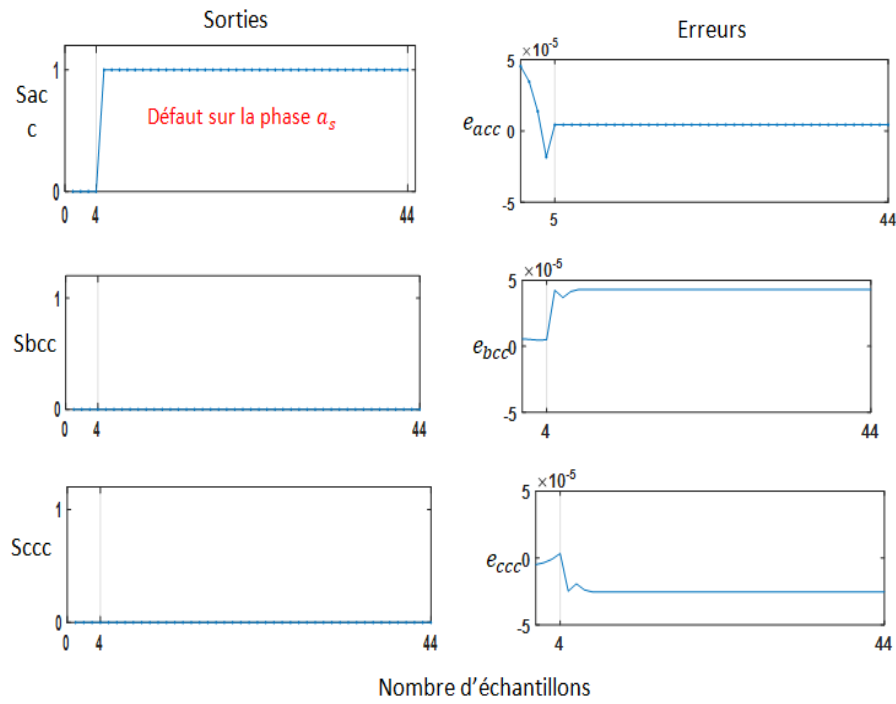 Sorties
Erreurs
1
Sac
c
Défaut sur la phase aₛ
0
0 4 44
5 ×10⁻⁵
e_acc 0
-5
5 44
1
Sbcc
0
0 4 44
5 ×10⁻⁵
e_bcc 0
-5
4 44
1
Sccc
0
0 4 44
5 ×10⁻⁵
e_ccc 0
-5
4 44
Nombre d'échantillons